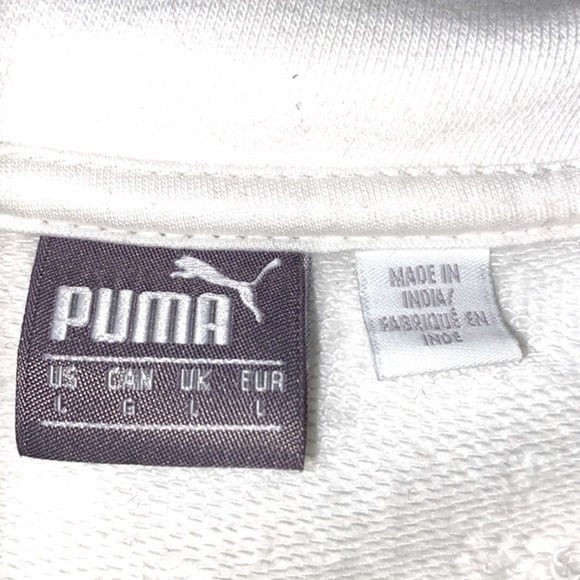 PUMA
US CAN UK EUR
L G L L
MADE IN
INDIA/
FABRIQUÉ EN
INDE